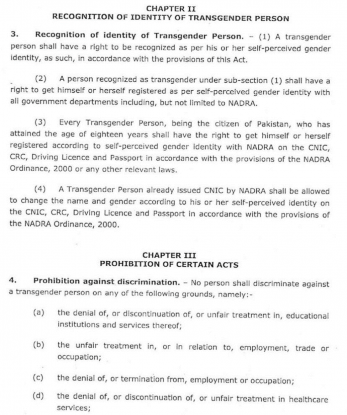 CHAPTER II
RECOGNITION OF IDENTITY OF TRANSGENDER PERSON
3. Recognition of identity of Transgender Person. – (1) A transgender
person shall have a right to be recognized as per his or her self-perceived gender
identity, as such, in accordance with the provisions of this Act.
(2) A person recognized as transgender under sub-section (1) shall have a
right to get himself or herself registered as per self-perceived gender identity with
all government departments including, but not limited to NADRA.
(3) Every Transgender Person, being the citizen of Pakistan, who has
attained the age of eighteen years shall have the right to get himself or herself
registered according to self-perceived gender identity with NADRA on the CNIC,
CRC, Driving Licence and Passport in accordance with the provisions of the NADRA
Ordinance, 2000 or any other relevant laws.
(4) A Transgender Person already issued CNIC by NADRA shall be allowed
to change the name and gender according to his or her self-perceived identity on
the CNIC, CRC, Driving Licence and Passport in accordance with the provisions of
the NADRA Ordinance, 2000.
CHAPTER III
PROHIBITION OF CERTAIN ACTS
4. Prohibition against discrimination. – No person shall discriminate against
a transgender person on any of the following grounds, namely:-
(a) the denial of, or discontinuation of, or unfair treatment in, educational
institutions and services thereof;
(b) the unfair treatment in, or in relation to, employment, trade or
occupation;
(c) the denial of, or termination from, employment or occupation;
(d) the denial of, or discontinuation of, or unfair treatment in healthcare
services;